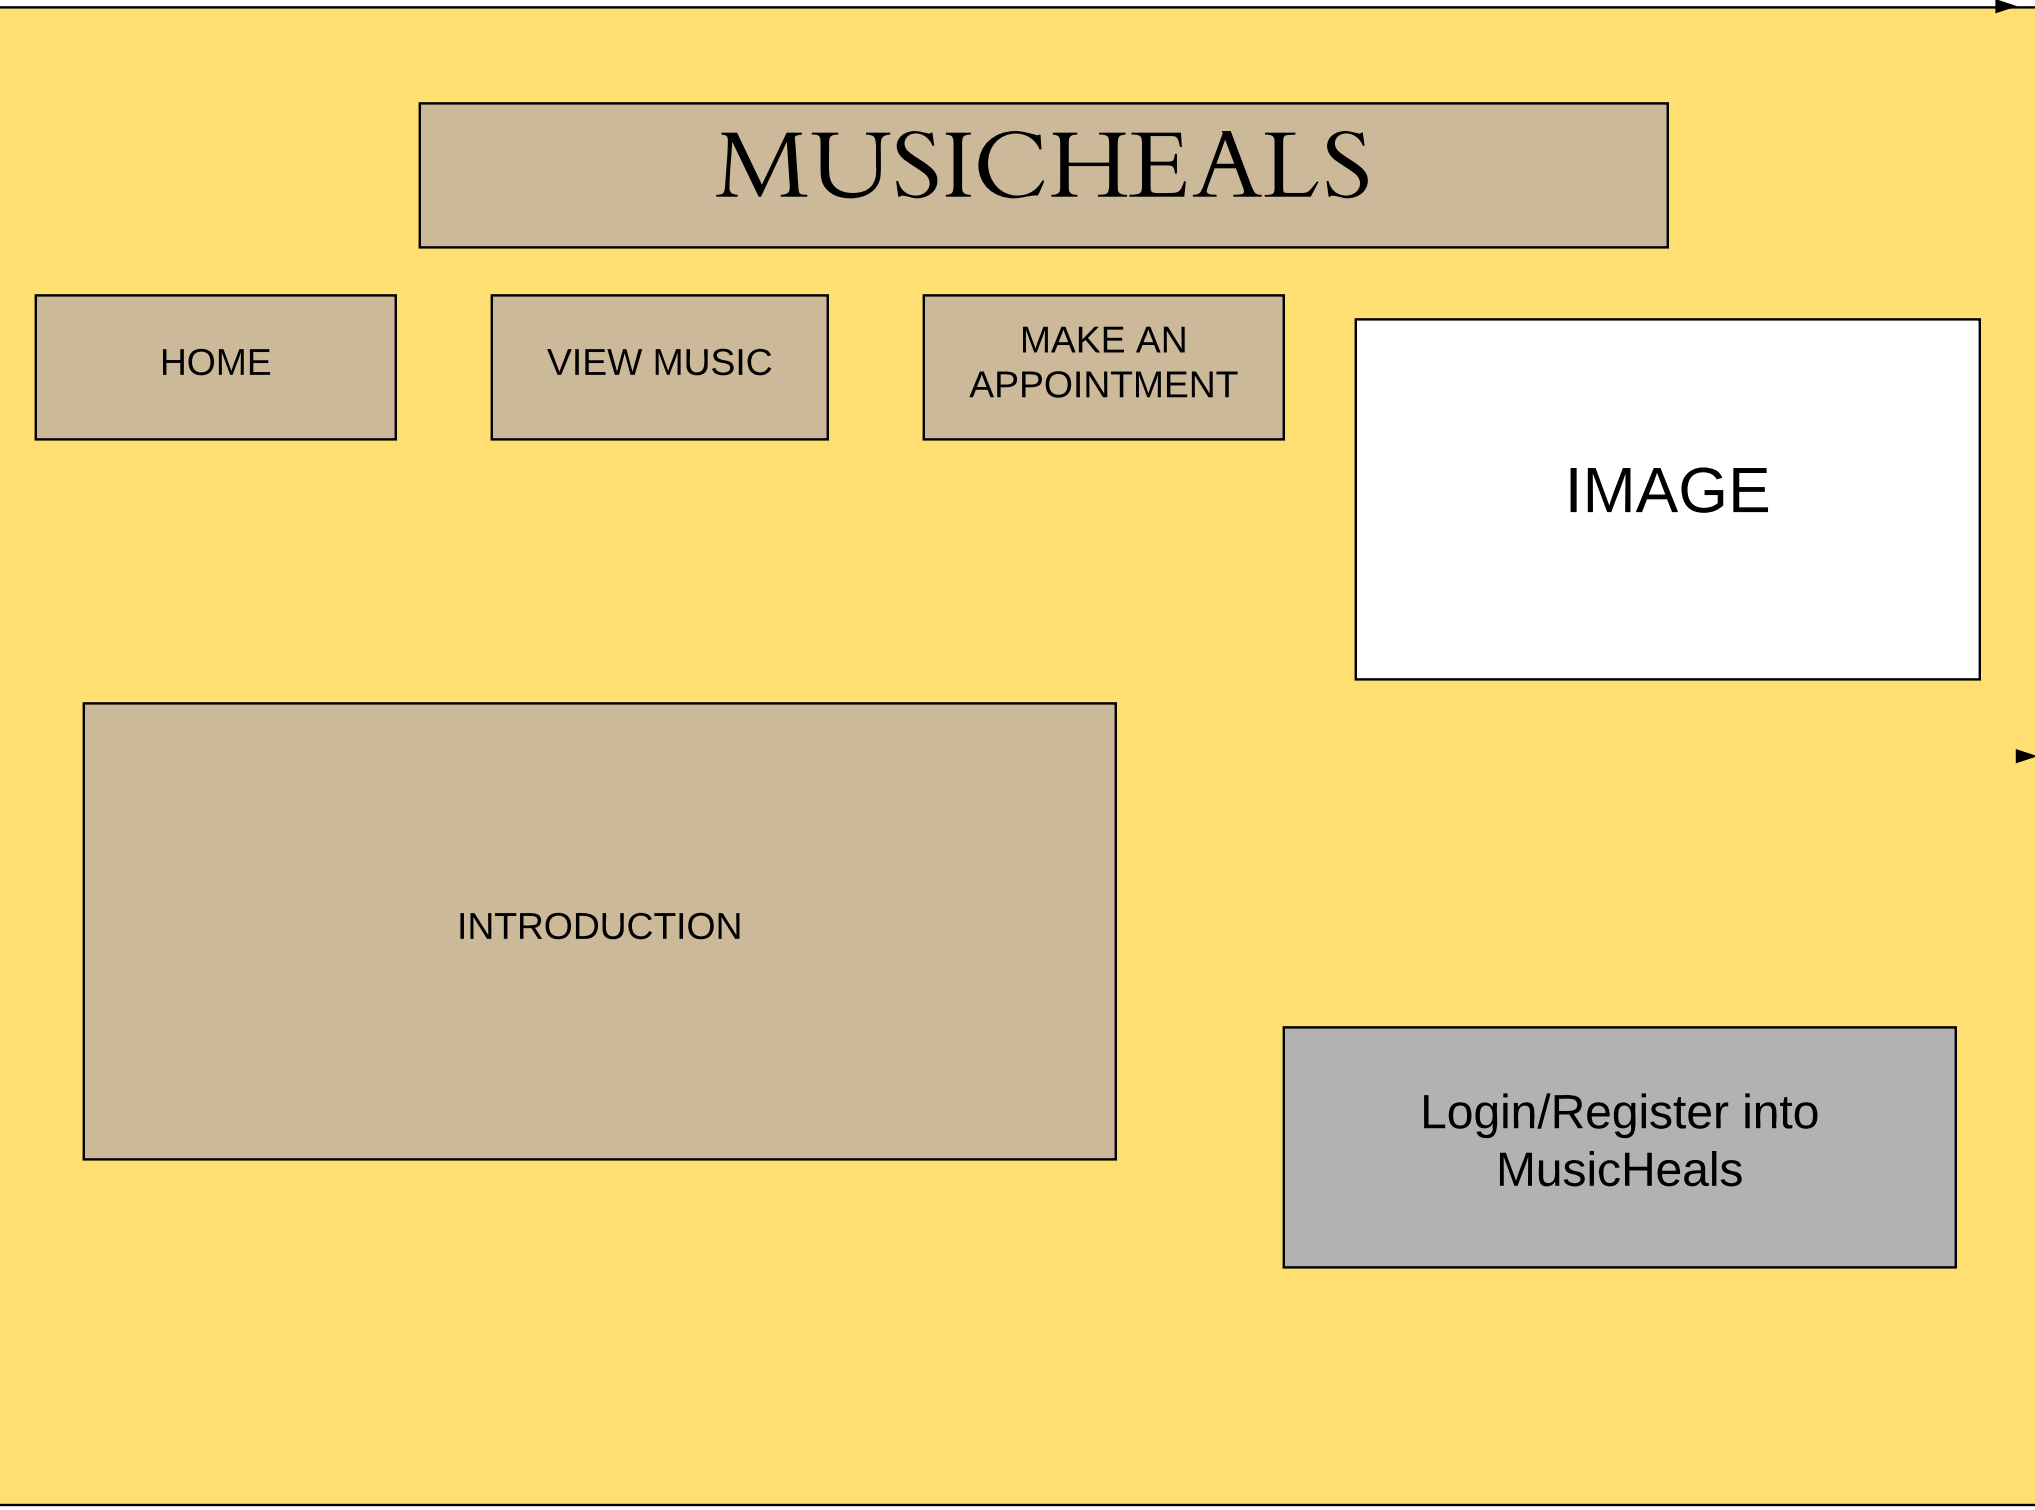 MUSICHEALS
HOME
VIEW MUSIC
MAKE AN
APPOINTMENT
IMAGE
INTRODUCTION
Login/Register into
MusicHeals